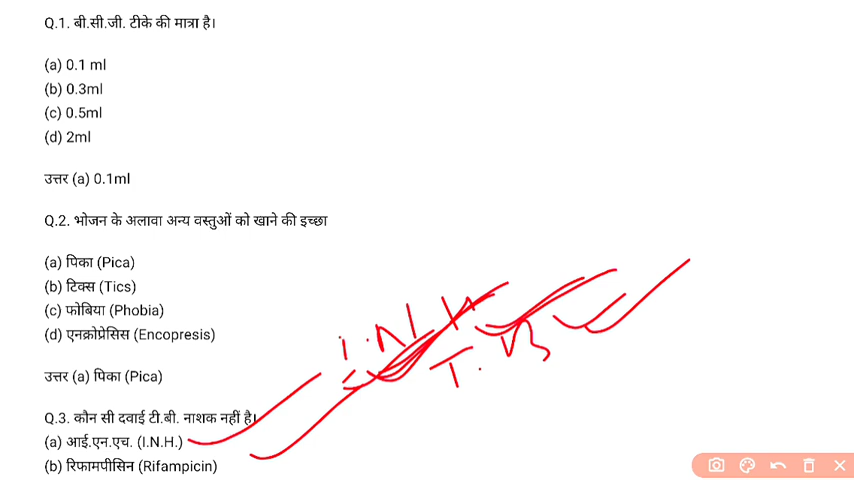 Q.1. बी.सी.जी. टीके की मात्रा है।
(a) 0.1 ml
(b) 0.3ml
(c) 0.5ml
(d) 2ml
उत्तर (a) 0.1ml
Q.2. भोजन के अलावा अन्य वस्तुओं को खाने की इच्छा
(a) पिका (Pica)
(b) टिक्स (Tics)
(c) फोबिया (Phobia)
(d) एनक्रोप्रेसिस (Encopresis)
I.N.H
T.B
उत्तर (a) पिका (Pica)
Q.3. कौन सी दवाई टी.बी. नाशक नहीं है।
(a) आई.एन.एच. (I.N.H.)
(b) रिफामपीसिन (Rifampicin)